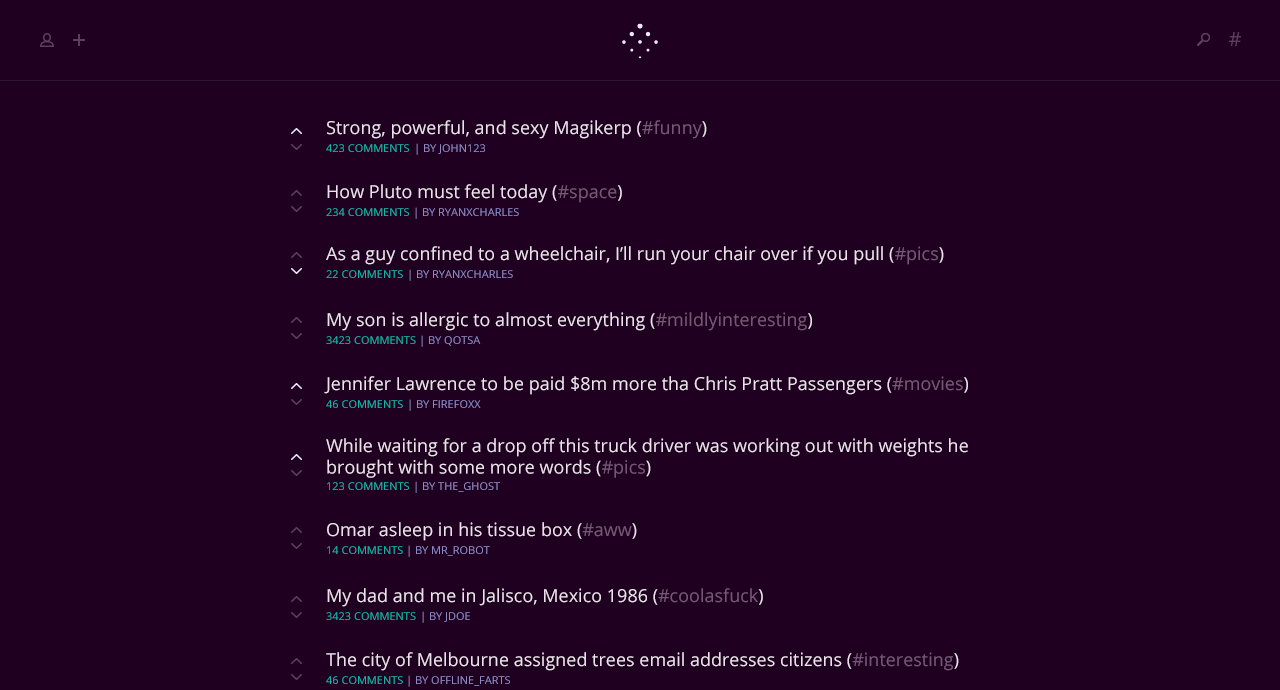 #
Strong, powerful, and sexy Magikerp (#funny)
423 COMMENTS | BY JOHN123
How Pluto must feel today (#space)
234 COMMENTS | BY RYANXCHARLES
As a guy confined to a wheelchair, I’ll run your chair over if you pull (#pics)
22 COMMENTS | BY RYANXCHARLES
My son is allergic to almost everything (#mildlyinteresting)
3423 COMMENTS | BY QOTSA
Jennifer Lawrence to be paid $8m more tha Chris Pratt Passengers (#movies)
46 COMMENTS | BY FIREFOXX
While waiting for a drop off this truck driver was working out with weights he
brought with some more words (#pics)
123 COMMENTS | BY THE_GHOST
Omar asleep in his tissue box (#aww)
14 COMMENTS | BY MR_ROBOT
My dad and me in Jalisco, Mexico 1986 (#coolasfuck)
3423 COMMENTS | BY JDOE
The city of Melbourne assigned trees email addresses citizens (#interesting)
46 COMMENTS | BY OFFLINE_FARTS